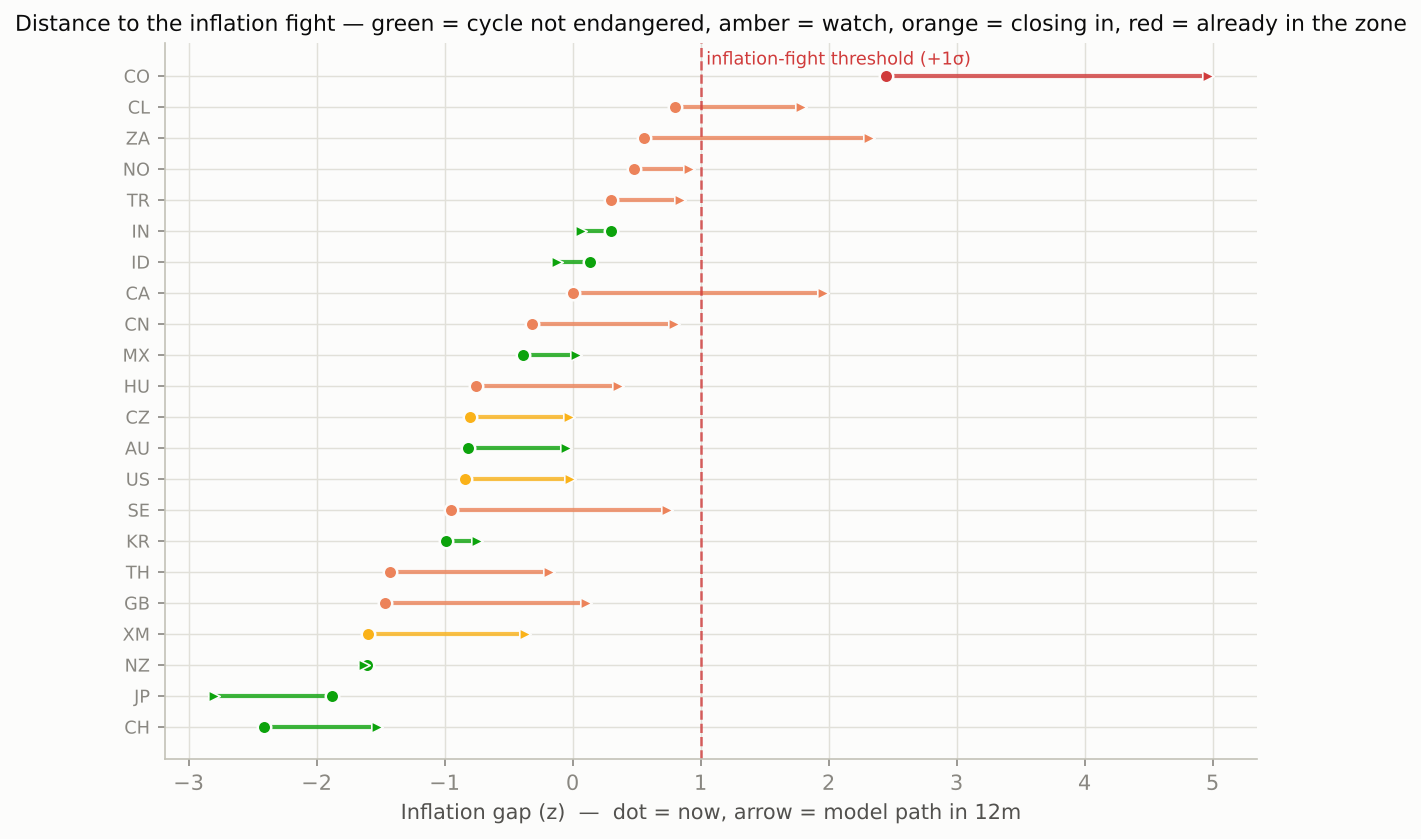 Distance to the inflation fight — green = cycle not endangered, amber = watch, orange = closing in, red = already in the zone
inflation-fight threshold (+1σ)
CO
CL
ZA
NO
TR
IN
ID
CA
CN
MX
HU
CZ
AU
US
SE
KR
TH
GB
XM
NZ
JP
CH
−3 −2 −1 0 1 2 3 4 5
Inflation gap (z) — dot = now, arrow = model path in 12m